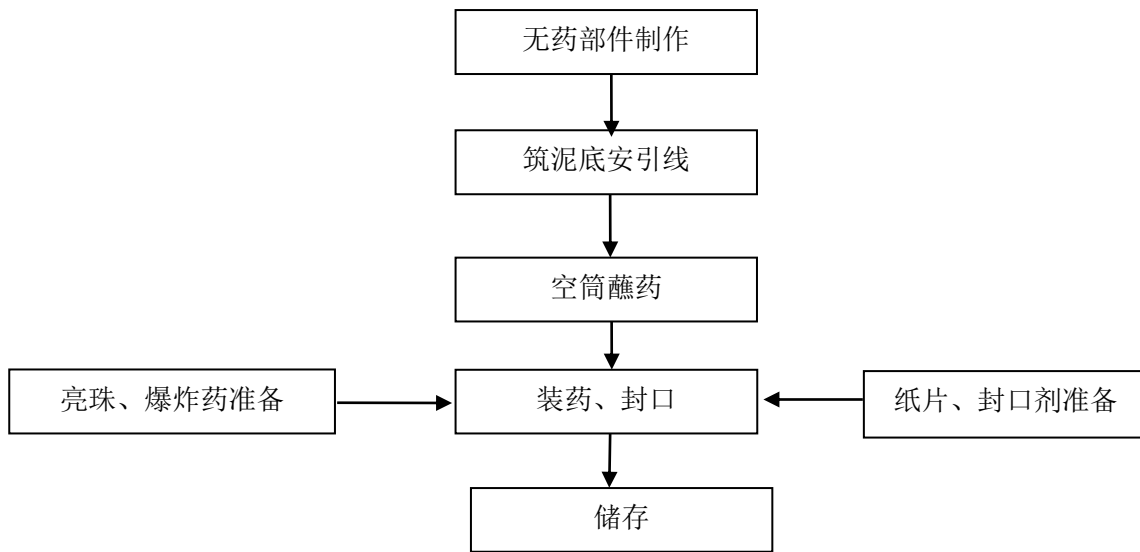 无药部件制作
筑泥底安引线
空筒蘸药
亮珠、爆炸药准备
装药、封口
纸片、封口剂准备
储存